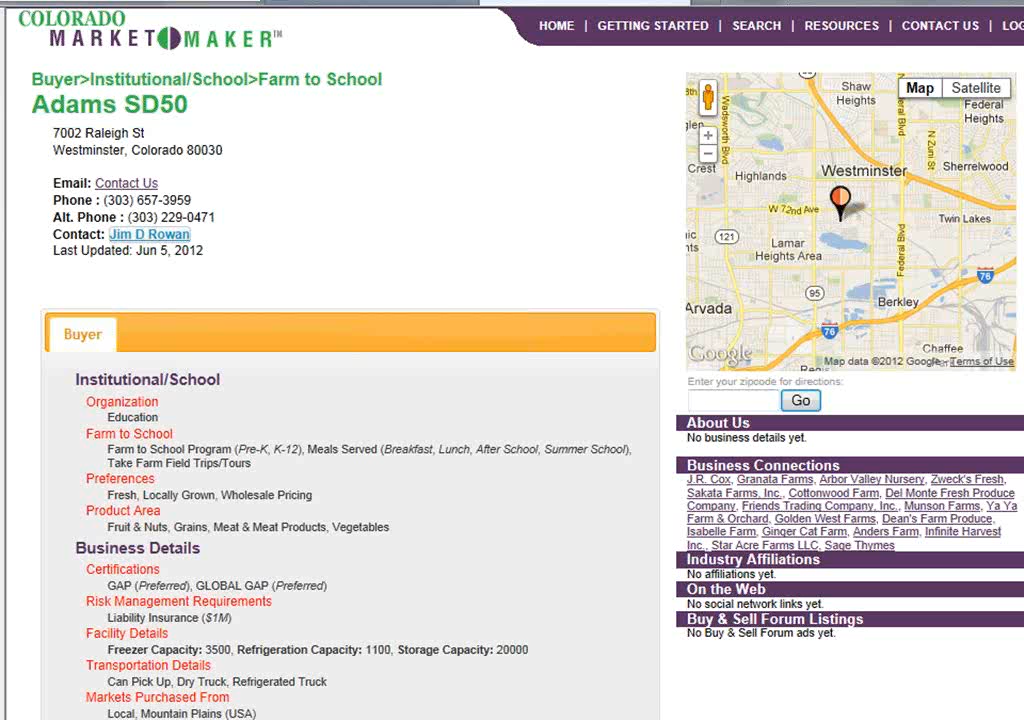 COLORADO
MARKET MAKER™
HOME | GETTING STARTED | SEARCH | RESOURCES | CONTACT US |
Buyer>Institutional/School>Farm to School
Adams SD50
7002 Raleigh St
Westminster, Colorado 80030
Email: Contact Us
Phone : (303) 657-3959
Alt. Phone : (303) 229-0471
Contact: Jim D Rowan
Last Updated: Jun 5, 2012
Buyer
Institutional/School
Organization
Education
Farm to School
Farm to School Program (Pre-K, K-12), Meals Served (Breakfast, Lunch, After School, Summer School),
Take Farm Field Trips/Tours
Preferences
Fresh, Locally Grown, Wholesale Pricing
Product Area
Fruit & Nuts, Grains, Meat & Meat Products, Vegetables
Business Details
Certifications
GAP (Preferred), GLOBAL GAP (Preferred)
Risk Management Requirements
Liability Insurance ($1M)
Facility Details
Freezer Capacity: 3500, Refrigeration Capacity: 1100, Storage Capacity: 20000
Transportation Details
Can Pick Up, Dry Truck, Refrigerated Truck
Markets Purchased From
Local, Mountain Plains (USA)
Map Satellite
Shaw
Heights
Federal
Heights
Wadsworth Blvd
N Zuni St
Crest
Highlands
Westminster
Sherrelwood
W 72nd Ave
Twin Lakes
121
Lamar
Heights Area
Federal Blvd
76
95
Berkley
Arvada
76
Chaffee
Google
Map data ©2012 Google - Terms of Use
Enter your zipcode for directions:
Go
About Us
No business details yet.
Business Connections
J.R. Cox, Granata Farms, Arbor Valley Nursery, Zweck's Fresh,
Sakata Farms, Inc., Cottonwood Farm, Del Monte Fresh Produce
Company, Friends Trading Company, Inc., Munson Farms, Ya Ya
Farm & Orchard, Golden West Farms, Dean's Farm Produce,
Isabelle Farm, Ginger Cat Farm, Anders Farm, Infinite Harvest
Inc., Star Acre Farms LLC, Sage Thymes
Industry Affiliations
No affiliations yet.
On the Web
No social network links yet.
Buy & Sell Forum Listings
No Buy & Sell Forum ads yet.